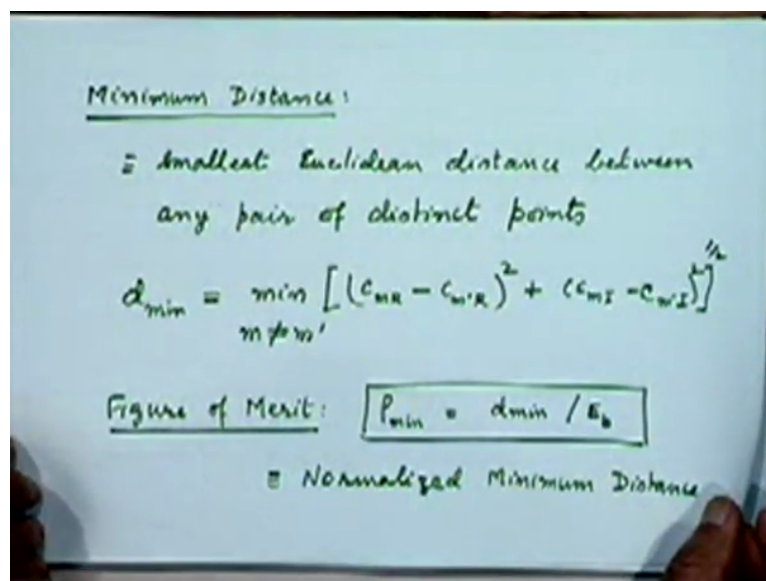 Minimum Distance:
≡ Smallest Euclidean distance between
any pair of distinct points
d_min = min [(C_mR - C_m'R)^2 + (C_mI - C_m'I)^2]^1/2
m≠m'
Figure of Merit: ρ_min = d_min / E_b
≡ Normalized Minimum Distance